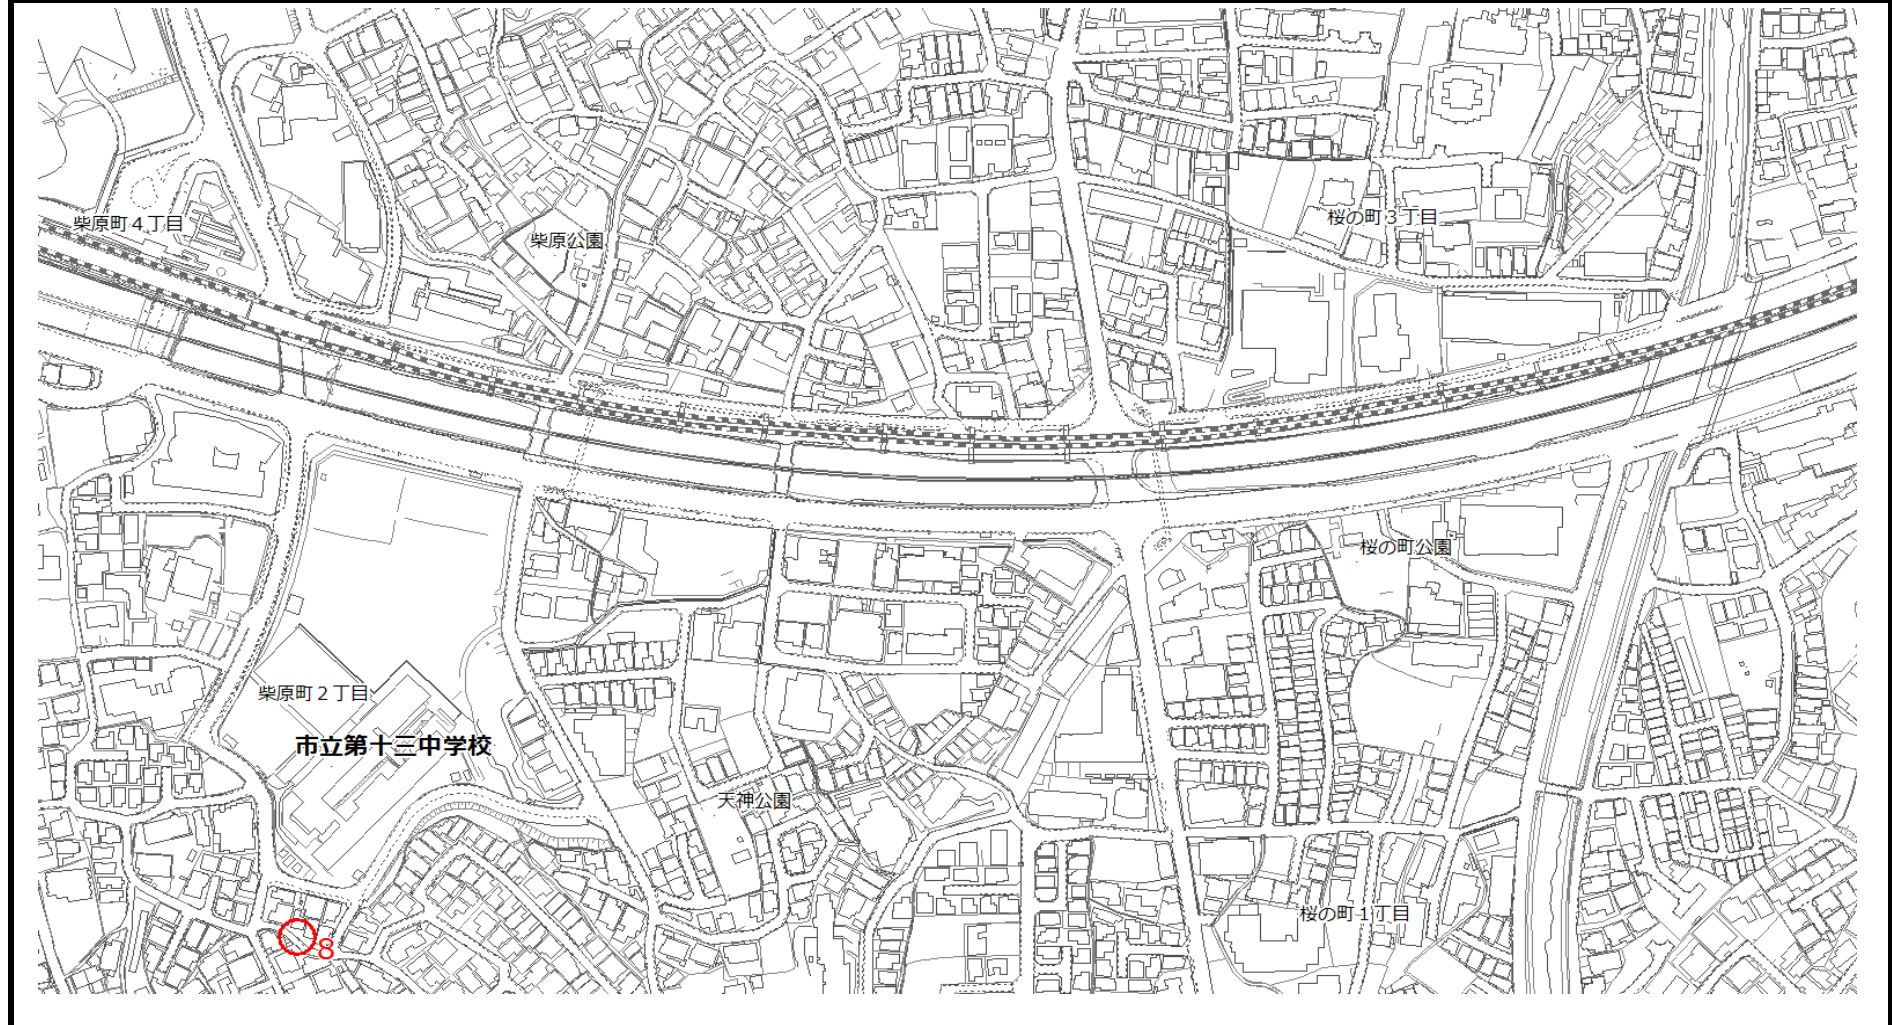 柴原町４丁目
柴原公園
桜の町３丁目
桜の町公園
柴原町２丁目
市立第十三中学校
天神公園
桜の町１丁目
8